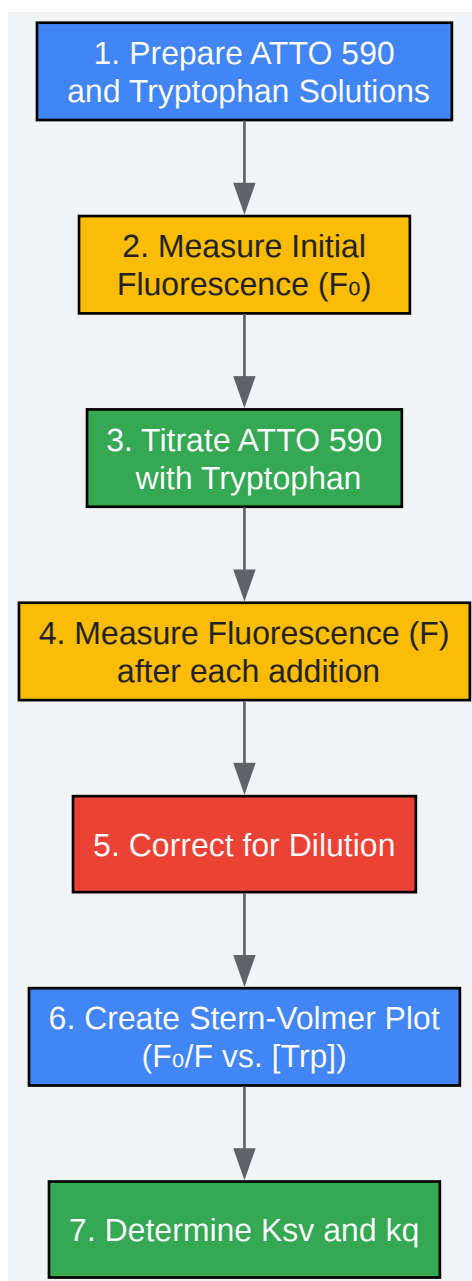 1. Prepare ATTO 590
and Tryptophan Solutions
2. Measure Initial
Fluorescence (F₀)
3. Titrate ATTO 590
with Tryptophan
4. Measure Fluorescence (F)
after each addition
5. Correct for Dilution
6. Create Stern-Volmer Plot
(F₀/F vs. [Trp])
7. Determine Ksv and kq